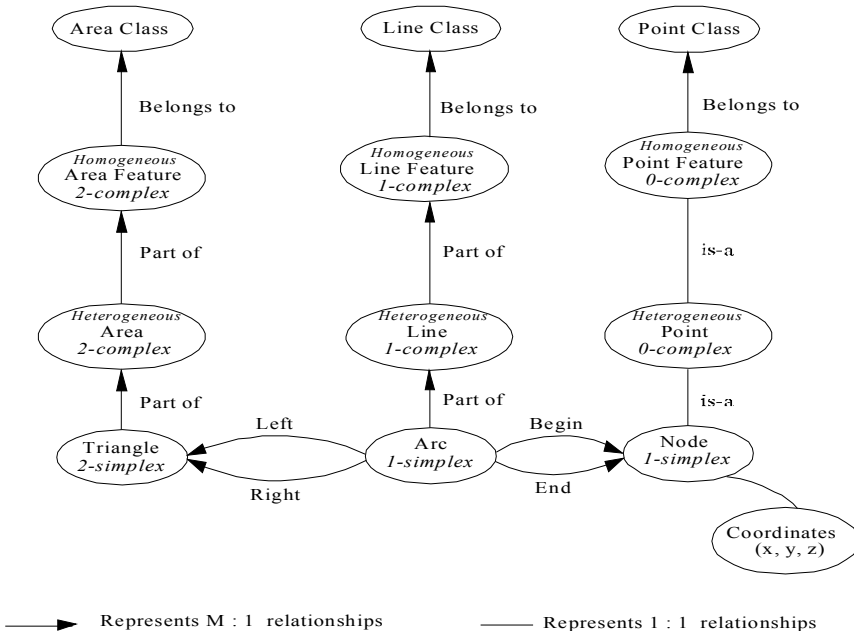 Area Class
Line Class
Point Class
Belongs to
Belongs to
Belongs to
Homogeneous
Area Feature
2-complex
Homogeneous
Line Feature
1-complex
Homogeneous
Point Feature
0-complex
Part of
Part of
is-a
Heterogeneous
Area
2-complex
Heterogeneous
Line
1-complex
Heterogeneous
Point
0-complex
Part of
Part of
is-a
Left
Begin
Triangle
2-simplex
Arc
1-simplex
Node
1-simplex
Right
End
Coordinates
(x, y, z)
Represents M : 1 relationships
Represents 1 : 1 relationships